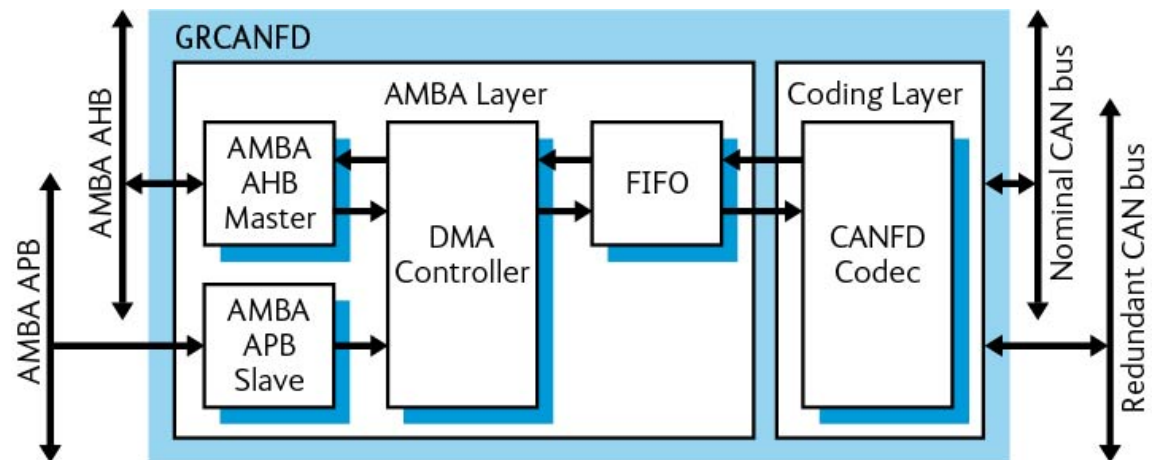 GRCANFD
AMBA Layer
Coding Layer
AMBA
AHB
Master
DMA
Controller
FIFO
CANFD
Codec
AMBA
APB
Slave
AMBA AHB
AMBA APB
Nominal CAN bus
Redundant CAN bus